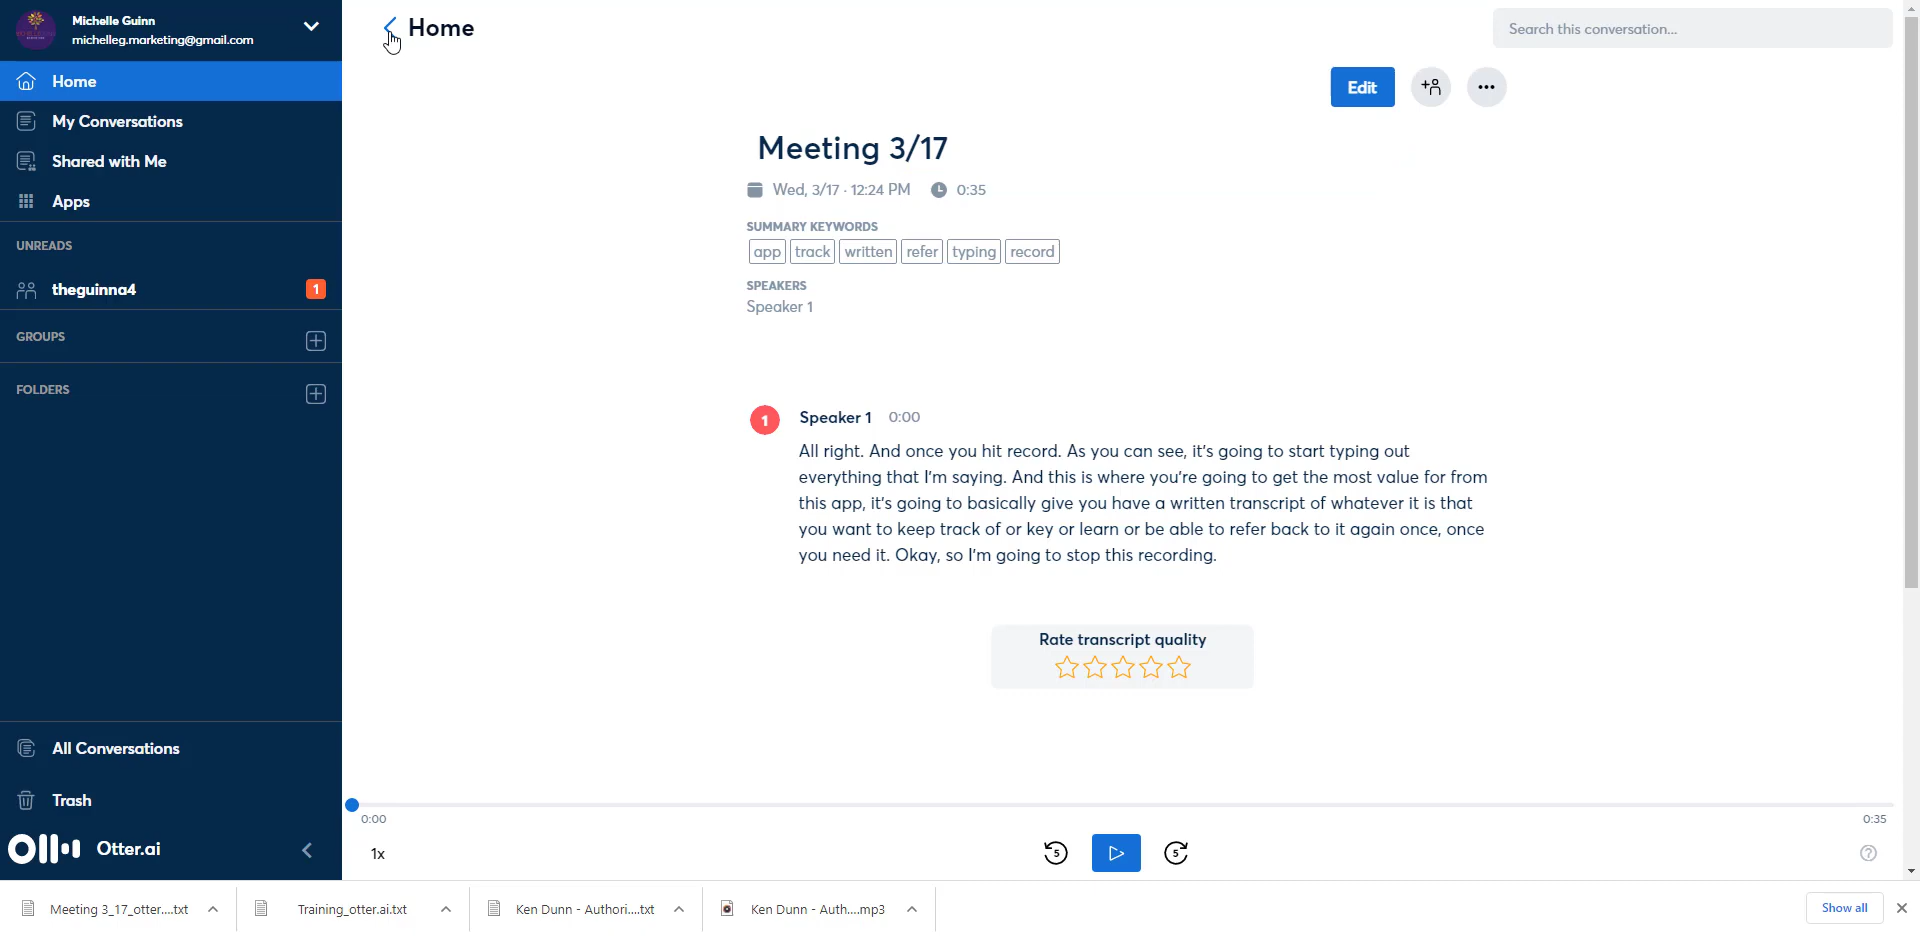 Michelle Guinn
michelleg.marketing@gmail.com
Home
My Conversations
Shared with Me
Apps
UNREADS
theguinna4
1
GROUPS
FOLDERS
All Conversations
Trash
Otter.ai
Home
Search this conversation...
Edit
Meeting 3/17
Wed, 3/17 · 12:24 PM 0:35
SUMMARY KEYWORDS
app track written refer typing record
SPEAKERS
Speaker 1
1 Speaker 1 0:00
All right. And once you hit record. As you can see, it's going to start typing out
everything that I'm saying. And this is where you're going to get the most value for from
this app, it's going to basically give you have a written transcript of whatever it is that
you want to keep track of or key or learn or be able to refer back to it again once, once
you need it. Okay, so I'm going to stop this recording.
Rate transcript quality
0:00 0:35
1x 5 5
Meeting 3_17_otter....txt Training_otter.ai.txt Ken Dunn - Authori....txt Ken Dunn - Auth....mp3 Show all